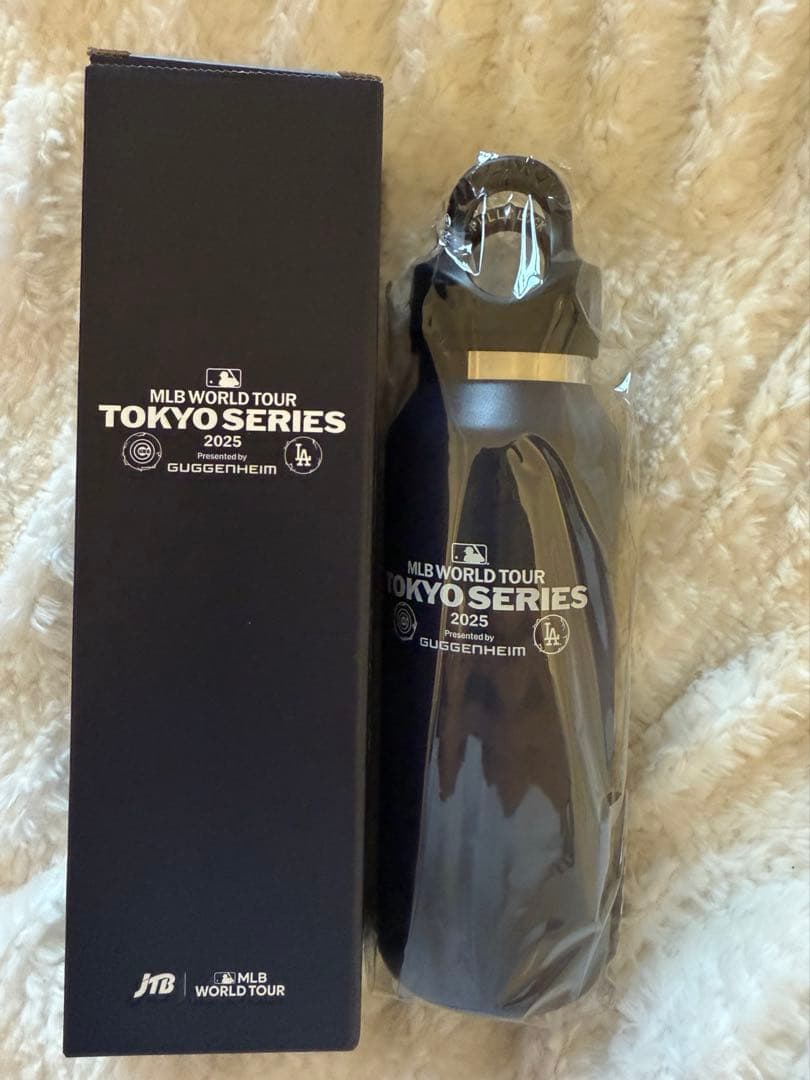 MLB WORLD TOUR
TOKYO SERIES
2025
Presented by
GUGGENHEIM
LA
JTB
MLB
WORLD TOUR
MLB WORLD TOUR
TOKYO SERIES
2025
Presented by
GUGGENHEIM
LA